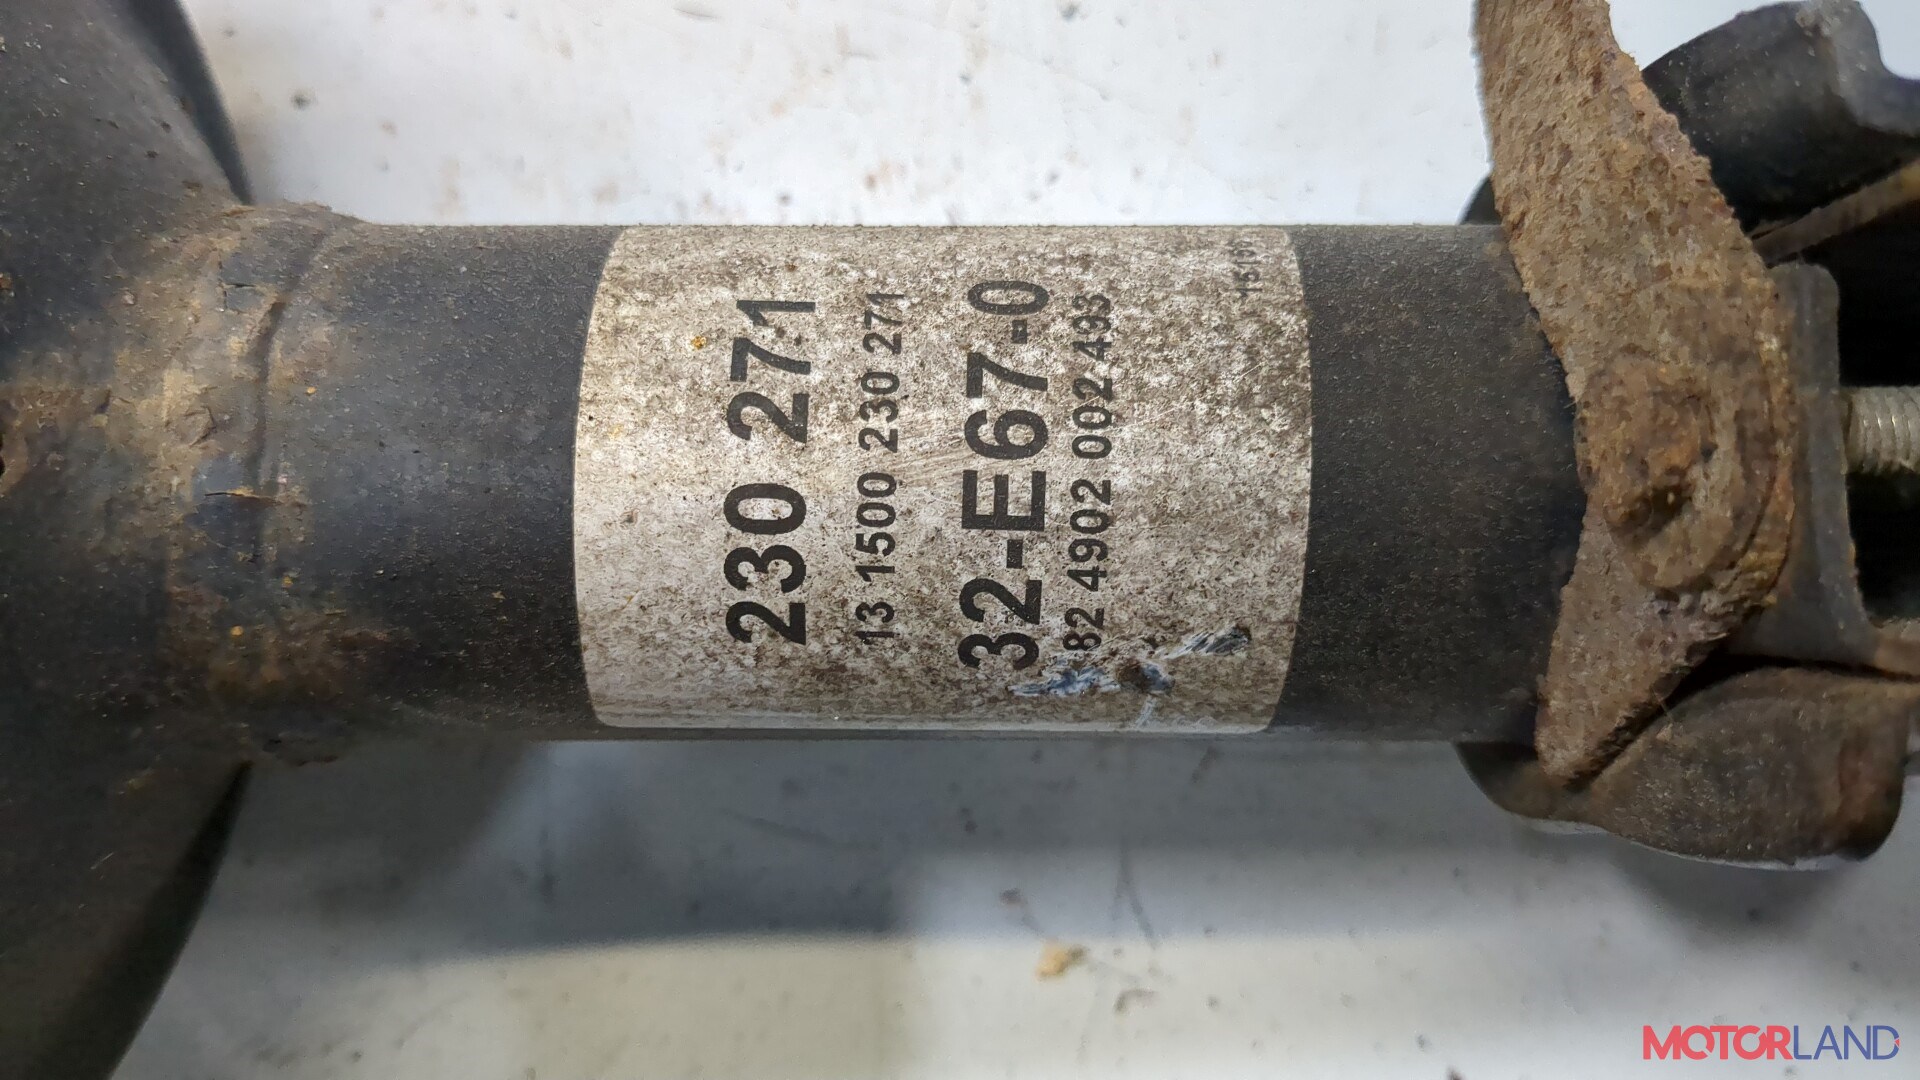 230 271
13 1500 230 271
32-E67-0
82 4902 002 493
MOTORLAND